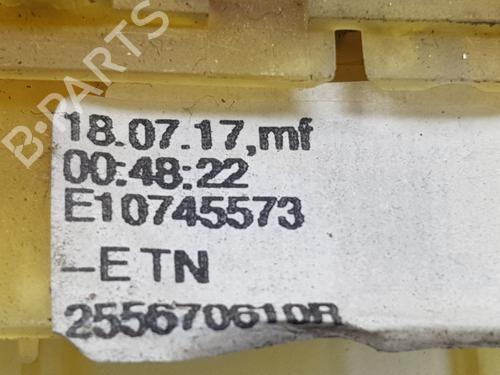 B-PARTS
18.07.17,mf
00:48:22
E10745573
-ETN
255670610R